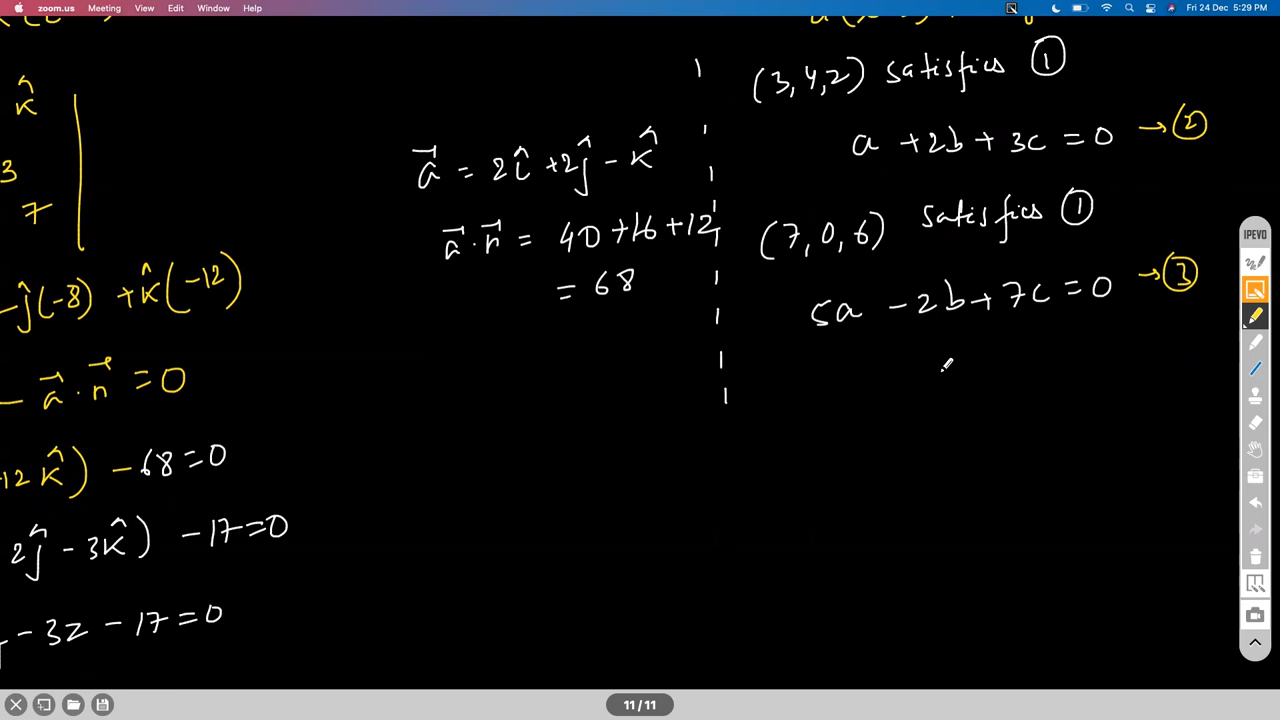 zoom.us Meeting View Edit Window Help Fri 24 Dec 5:29 PM
k̂
3
7
-ĵ(-8) + k̂(-12)
- a⃗ . n⃗ = 0
12 k̂) - 68 = 0
2ĵ - 3k̂) - 17 = 0
- 3z - 17 = 0
a⃗ = 2î + 2ĵ - k̂
a⃗ . n⃗ = 40 + 16 + 12
= 68
(3,4,2) satisfies ①
a + 2b + 3c = 0 → ②
(7,0,6) satisfies ①
5a - 2b + 7c = 0 → ③
IPEVO
11 / 11